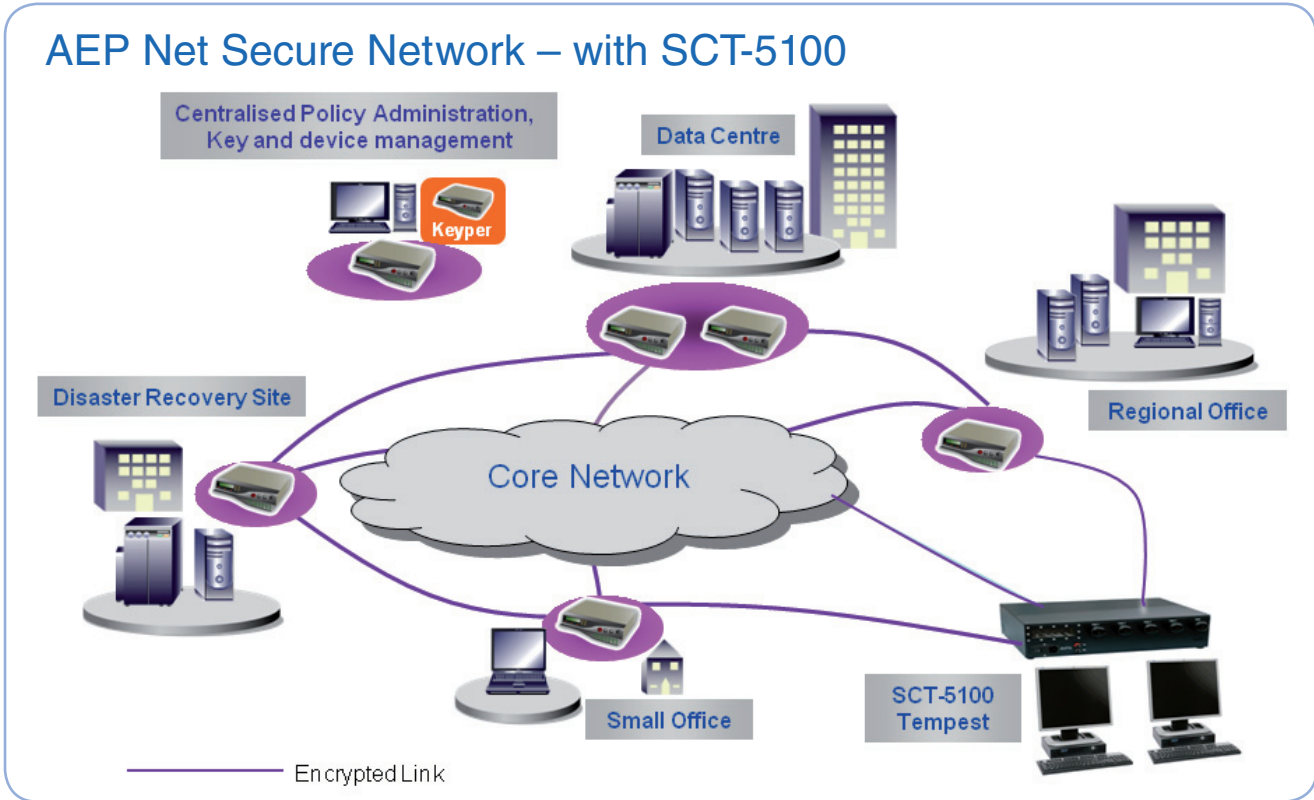 AEP Net Secure Network – with SCT-5100
Centralised Policy Administration,
Key and device management
Data Centre
Keyper
Disaster Recovery Site
Regional Office
Core Network
SCT-5100
Tempest
Small Office
Encrypted Link